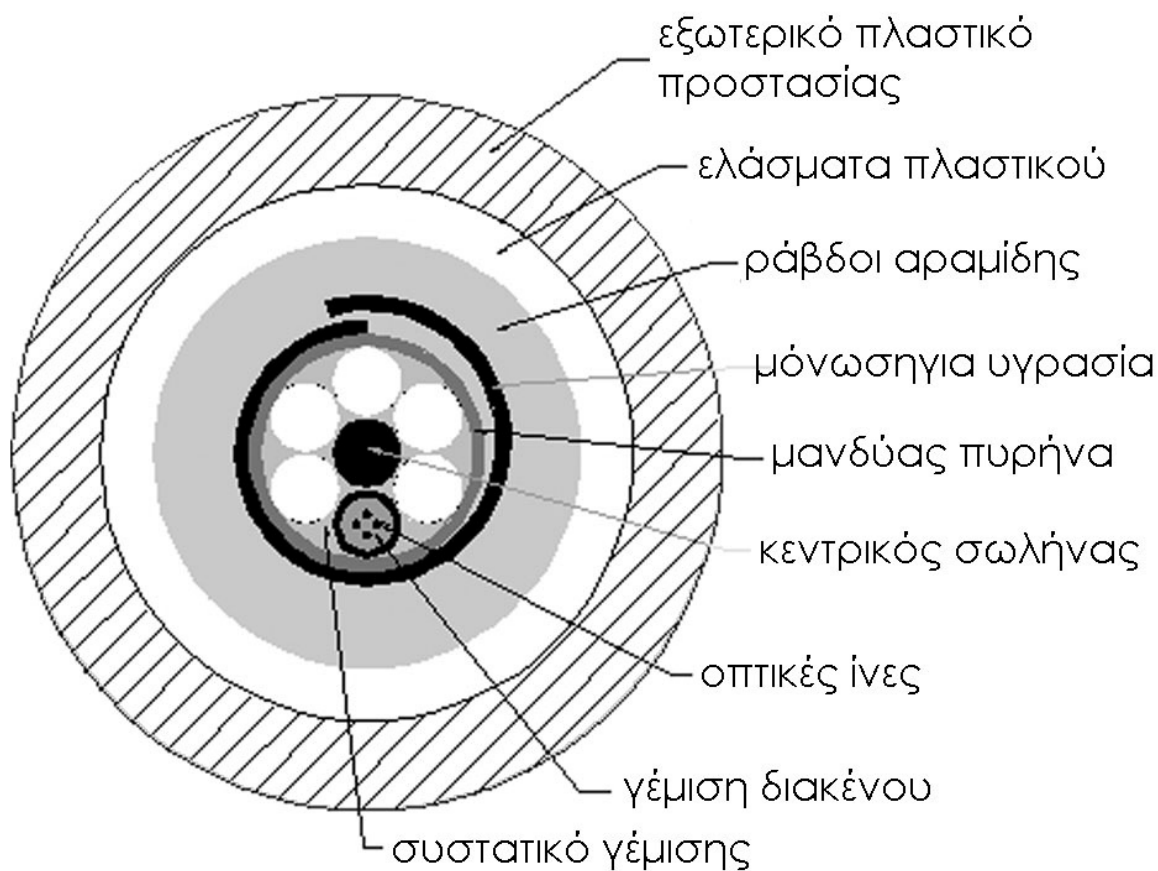 εξωτερικό πλαστικό
προστασίας
ελάσματα πλαστικού
ράβδοι αραμίδης
μόνωσηγια υγρασία
μανδύας πυρήνα
κεντρικός σωλήνας
οπτικές ίνες
γέμιση διακένου
συστατικό γέμισης